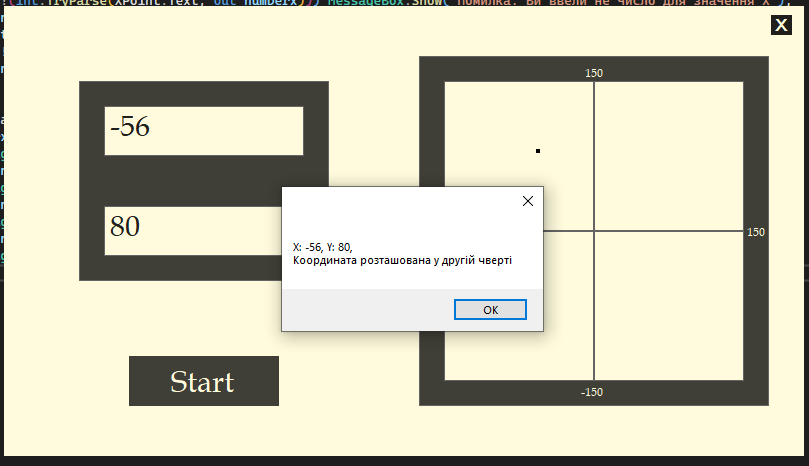 !(int.TryParse(XPoint.Text, out numberX))) MessageBox.Show("Помилка. Ви ввели не число для значення X");
X
150
-56
80
150
X: -56, Y: 80,
Координата розташована у другій чверті
OK
Start
-150